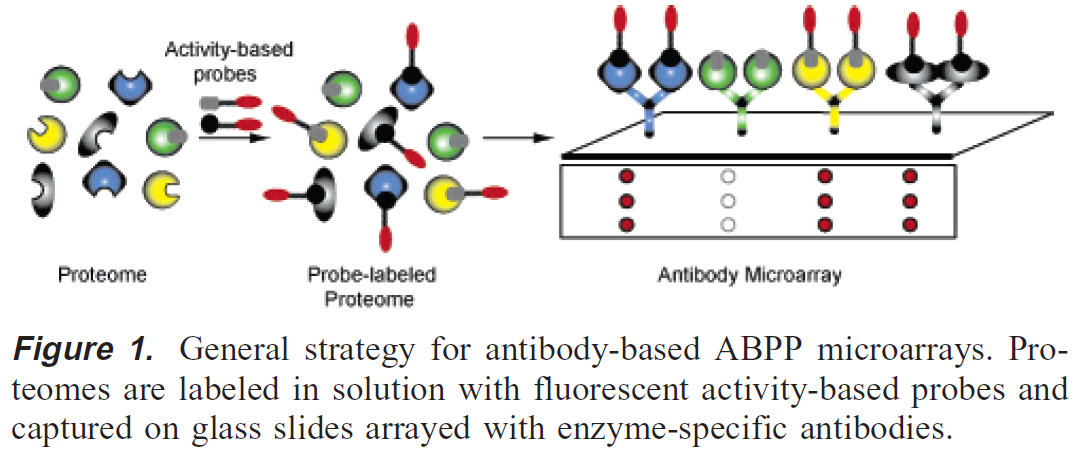 Activity-based
probes
Proteome
Probe-labeled
Proteome
Antibody Microarray
Figure 1. General strategy for antibody-based ABPP microarrays. Pro-
teomes are labeled in solution with fluorescent activity-based probes and
captured on glass slides arrayed with enzyme-specific antibodies.